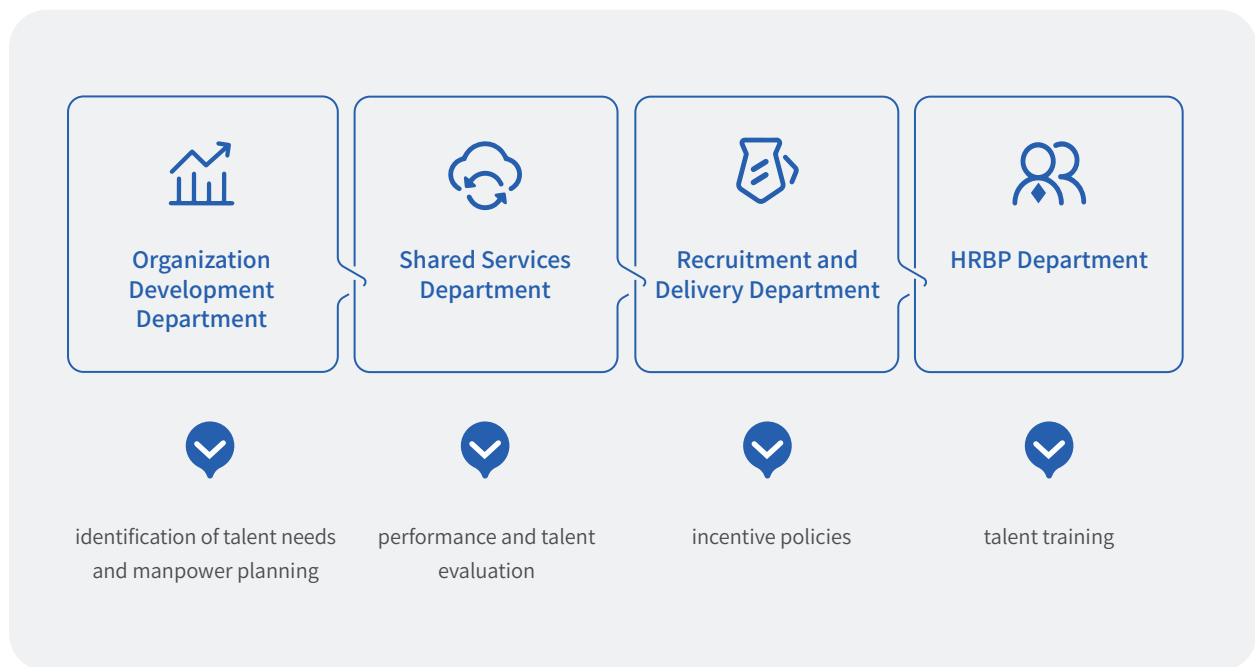 Organization
Development
Department
Shared Services
Department
Recruitment and
Delivery Department
HRBP Department
identification of talent needs
and manpower planning
performance and talent
evaluation
incentive policies
talent training